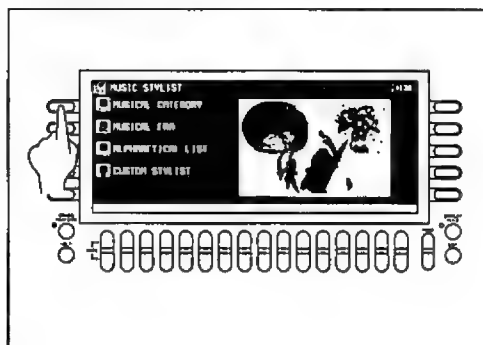 MUSIC STYLIST
MUSICAL CATEGORY
MUSICAL ERA
ALPHABETICAL LIST
CUSTOM STYLIST